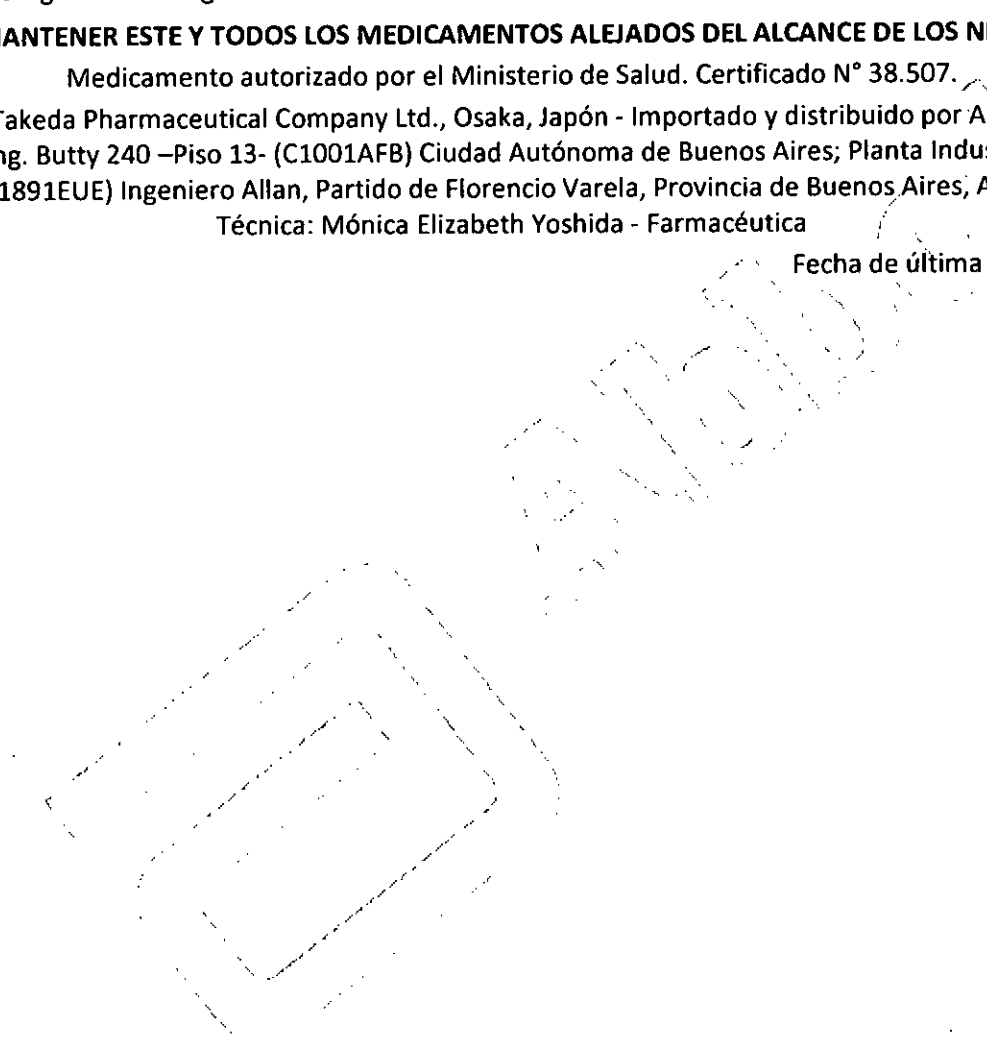 MANTENER ESTE Y TODOS LOS MEDICAMENTOS ALEJADOS DEL ALCANCE DE LOS
Medicamento autorizado por el Ministerio de Salud. Certificado N° 38.507.
Takeda Pharmaceutical Company Ltd., Osaka, Japón - Importado y distribuido por A
ng. Butty 240 –Piso 13- (C1001AFB) Ciudad Autónoma de Buenos Aires; Planta Indus
1891EUE) Ingeniero Allan, Partido de Florencio Varela, Provincia de Buenos Aires, A
Técnica: Mónica Elizabeth Yoshida - Farmacéutica
Fecha de última
Abb